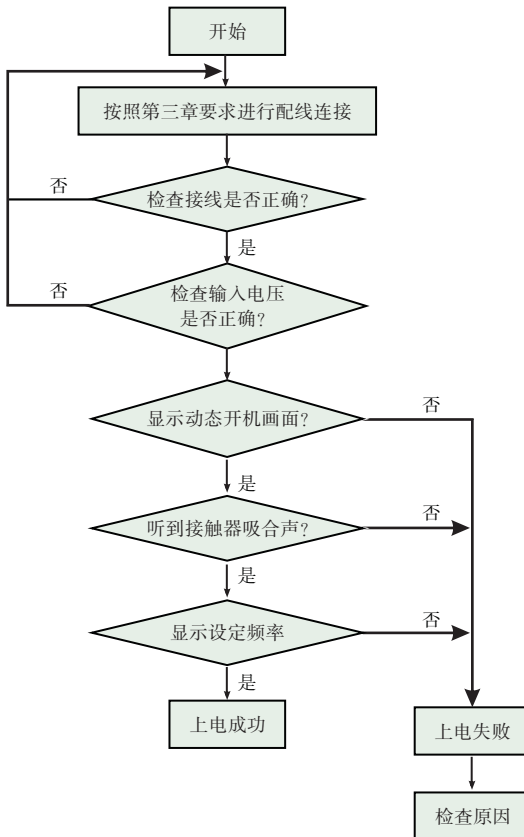 开始
按照第三章要求进行配线连接
否
检查接线是否正确？
是
否
检查输入电压
是否正确？
显示动态开机画面？
否
是
听到接触器吸合声？
否
是
显示设定频率
否
是
上电成功
上电失败
检查原因